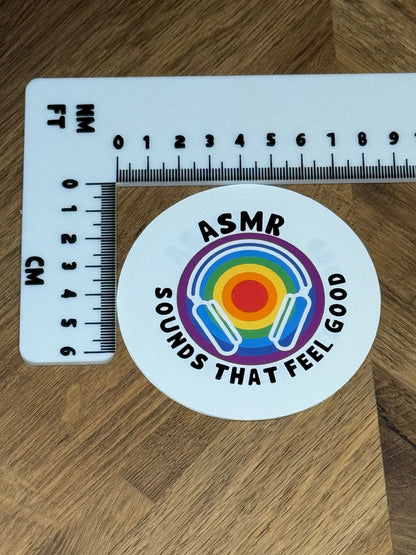 MM
FT
0 1 2 3 4 5 6 7 8 9
0 1 2 3 4 5 6
CM
ASMR
SOUNDS THAT FEEL GOOD